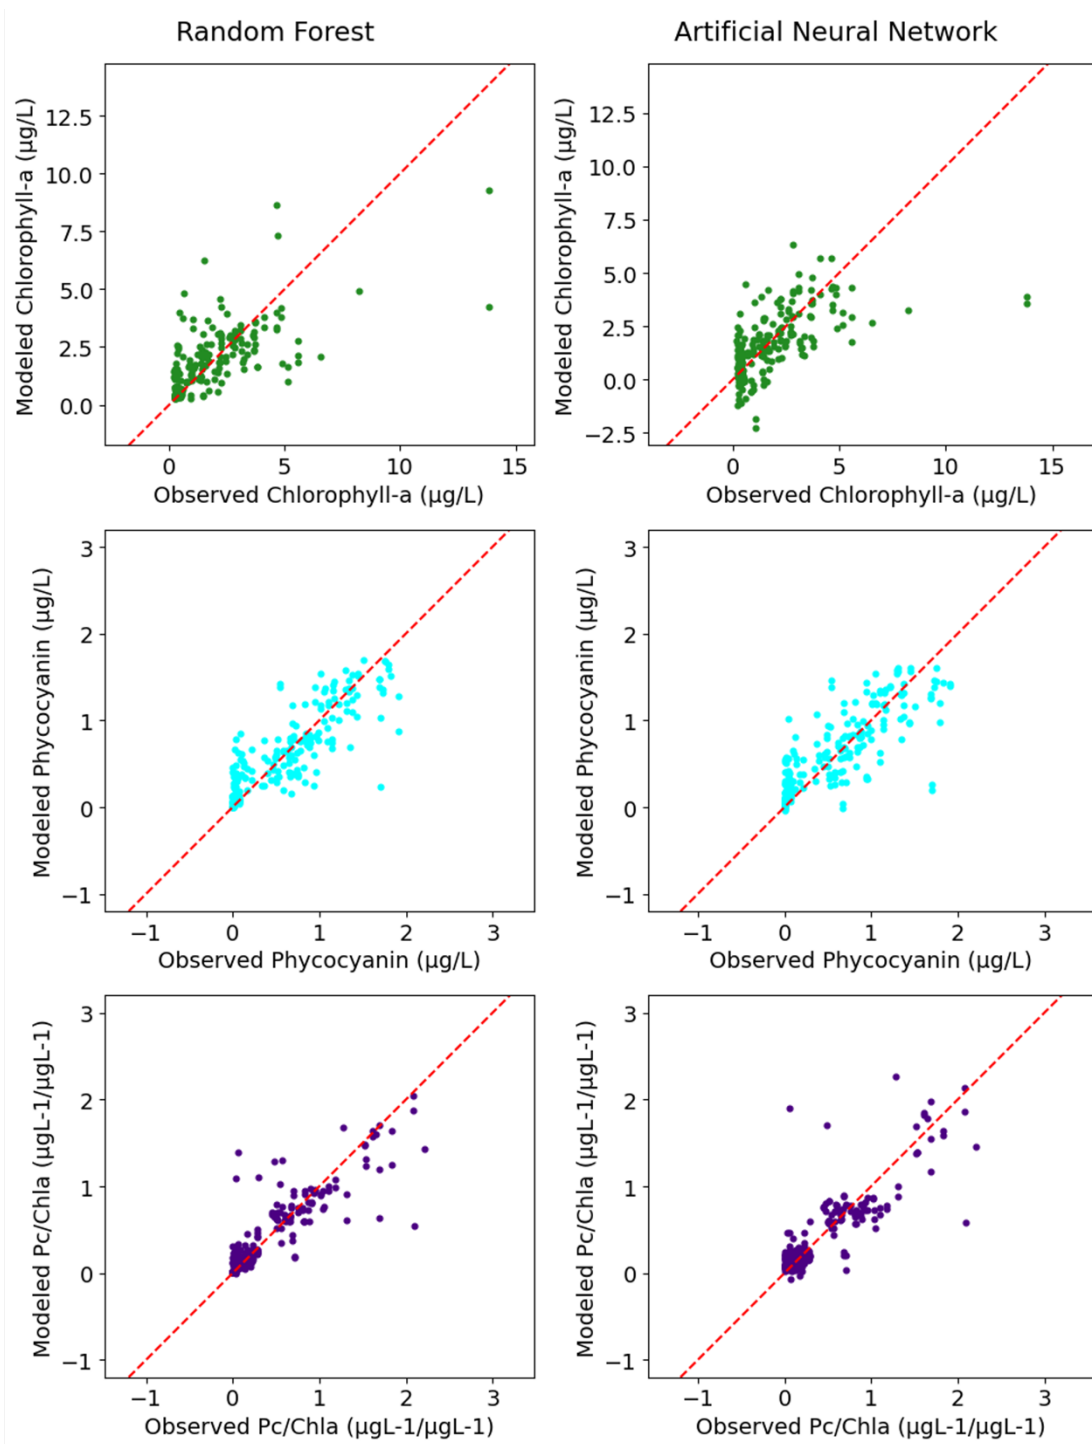 Random Forest
Artificial Neural Network
Modeled Chlorophyll-a (µg/L)
12.5
10.0
7.5
5.0
2.5
0.0
0 5 10 15
Observed Chlorophyll-a (µg/L)
Modeled Chlorophyll-a (µg/L)
12.5
10.0
7.5
5.0
2.5
0.0
−2.5
0 5 10 15
Observed Chlorophyll-a (µg/L)
Modeled Phycocyanin (µg/L)
3
2
1
0
−1
−1 0 1 2 3
Observed Phycocyanin (µg/L)
Modeled Phycocyanin (µg/L)
3
2
1
0
−1
−1 0 1 2 3
Observed Phycocyanin (µg/L)
Modeled Pc/Chla (µgL-1/µgL-1)
3
2
1
0
−1
−1 0 1 2 3
Observed Pc/Chla (µgL-1/µgL-1)
Modeled Pc/Chla (µgL-1/µgL-1)
3
2
1
0
−1
−1 0 1 2 3
Observed Pc/Chla (µgL-1/µgL-1)